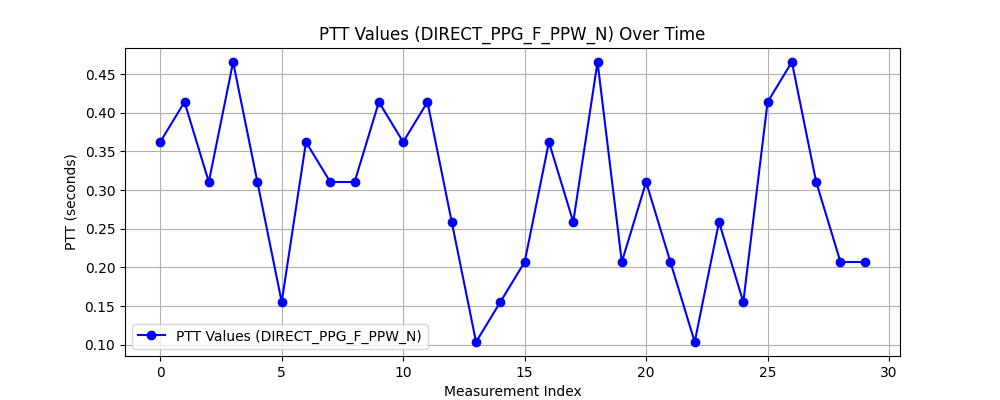 PTT Values (DIRECT_PPG_F_PPW_N) Over Time
PTT (seconds)
0.45
0.40
0.35
0.30
0.25
0.20
0.15
0.10
PTT Values (DIRECT_PPG_F_PPW_N)
0 5 10 15 20 25 30
Measurement Index